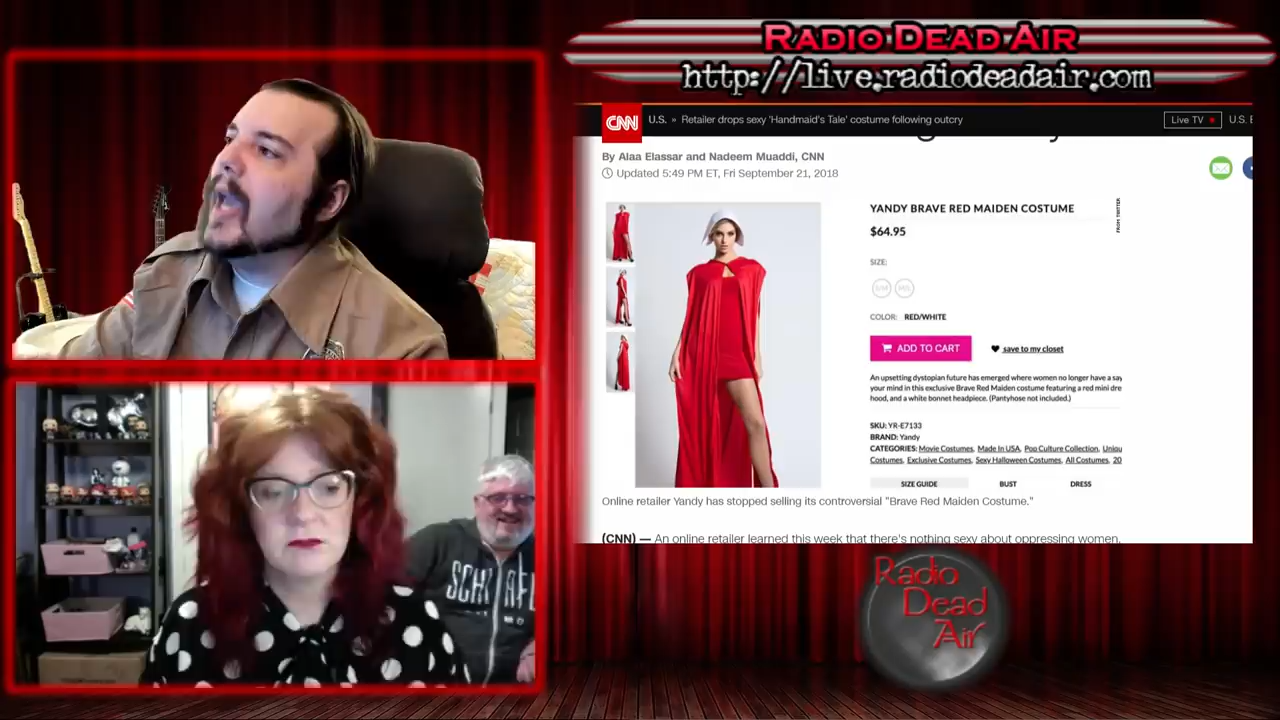 RADIO DEAD AIR
http://live.radiodeadair.com
CNN U.S. » Retailer drops sexy 'Handmaid's Tale' costume following outcry Live TV U.S. E
By Alaa Elassar and Nadeem Muaddi, CNN
Updated 5:49 PM ET, Fri September 21, 2018
YANDY BRAVE RED MAIDEN COSTUME
$64.95
FROM TWITTER
SIZE:
S/M M/L
COLOR: RED/WHITE
ADD TO CART save to my closet
An upsetting dystopian future has emerged where women no longer have a say
your mind in this exclusive Brave Red Maiden costume featuring a red mini dre
hood, and a white bonnet headpiece. (Pantyhose not included.)
SKU: YR-E7133
BRAND: Yandy
CATEGORIES: Movie Costumes, Made In USA, Pop Culture Collection, Uniqu
Costumes, Exclusive Costumes, Sexy Halloween Costumes, All Costumes, 20
SIZE GUIDE BUST DRESS
Online retailer Yandy has stopped selling its controversial "Brave Red Maiden Costume."
(CNN) — An online retailer learned this week that there's nothing sexy about oppressing women.
Radio
Dead
Air